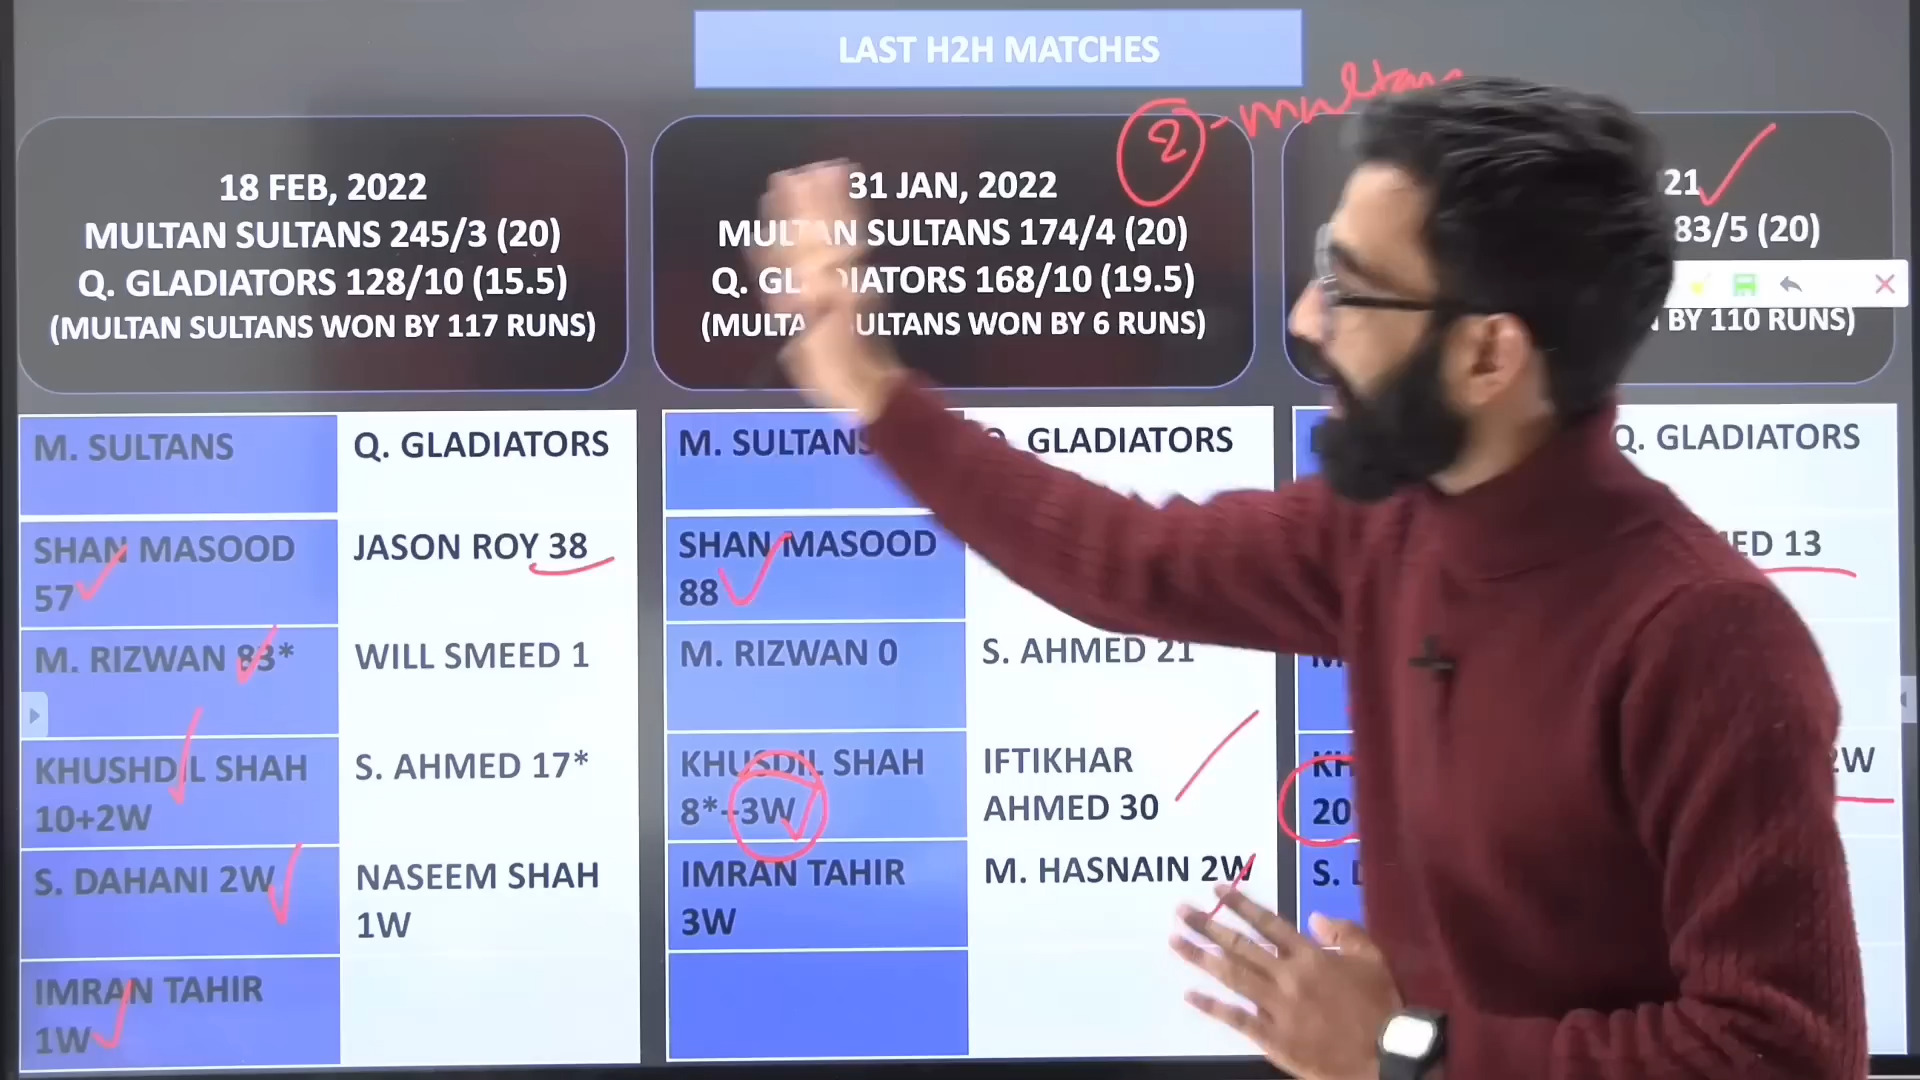 LAST H2H MATCHES
2 - multans
18 FEB, 2022
MULTAN SULTANS 245/3 (20)
Q. GLADIATORS 128/10 (15.5)
(MULTAN SULTANS WON BY 117 RUNS)
31 JAN, 2022
MULTAN SULTANS 174/4 (20)
Q. GLADIATORS 168/10 (19.5)
(MULTAN SULTANS WON BY 6 RUNS)
21
83/5 (20)
BY 110 RUNS)
M. SULTANS
Q. GLADIATORS
SHAN MASOOD
57
JASON ROY 38
M. RIZWAN 83*
WILL SMEED 1
KHUSHDIL SHAH
10+2W
S. AHMED 17*
S. DAHANI 2W
NASEEM SHAH
1W
IMRAN TAHIR
1W
M. SULTANS
Q. GLADIATORS
SHAN MASOOD
88
M. RIZWAN 0
S. AHMED 21
KHUSDIL SHAH
8*+3W
IFTIKHAR
AHMED 30
IMRAN TAHIR
3W
M. HASNAIN 2W
Q. GLADIATORS
MED 13
KH
20
2W
S. D